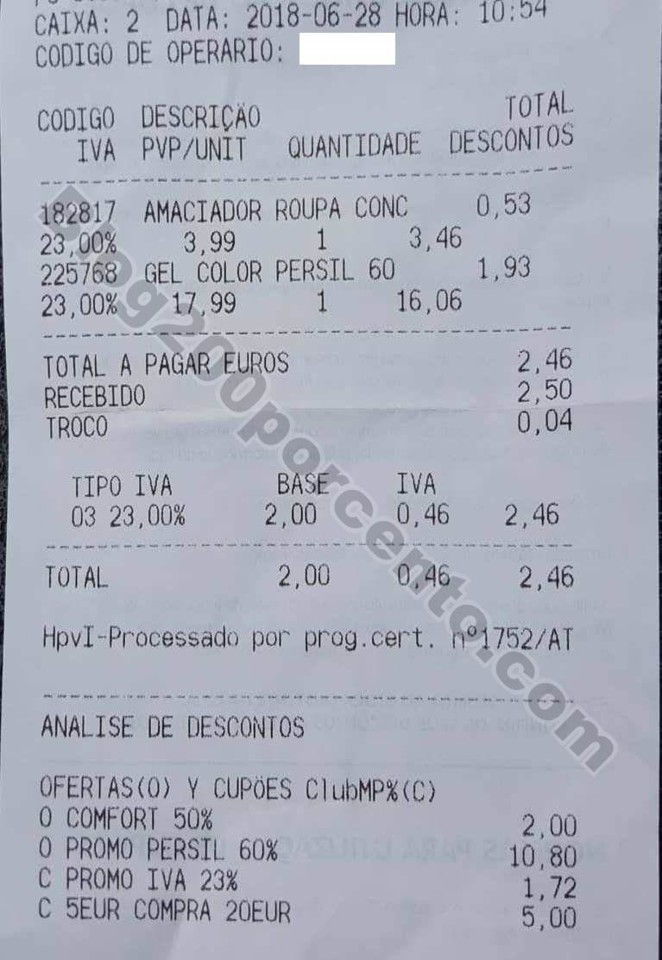 CAIXA: 2 DATA: 2018-06-28 HORA: 10:54
CODIGO DE OPERARIO:
CODIGO DESCRIÇÃO TOTAL
IVA PVP/UNIT QUANTIDADE DESCONTOS
182817 AMACIADOR ROUPA CONC 0,53
23,00% 3,99 1 3,46
225768 GEL COLOR PERSIL 60 1,93
23,00% 17,99 1 16,06
TOTAL A PAGAR EUROS 2,46
RECEBIDO 2,50
TROCO 0,04
TIPO IVA BASE IVA
03 23,00% 2,00 0,46 2,46
TOTAL 2,00 0,46 2,46
HpvI-Processado por prog.cert. nº1752/AT
ANALISE DE DESCONTOS
OFERTAS(O) Y CUPÕES ClubMP%(C)
O COMFORT 50% 2,00
O PROMO PERSIL 60% 10,80
C PROMO IVA 23% 1,72
C 5EUR COMPRA 20EUR 5,00
blog200porcento.com